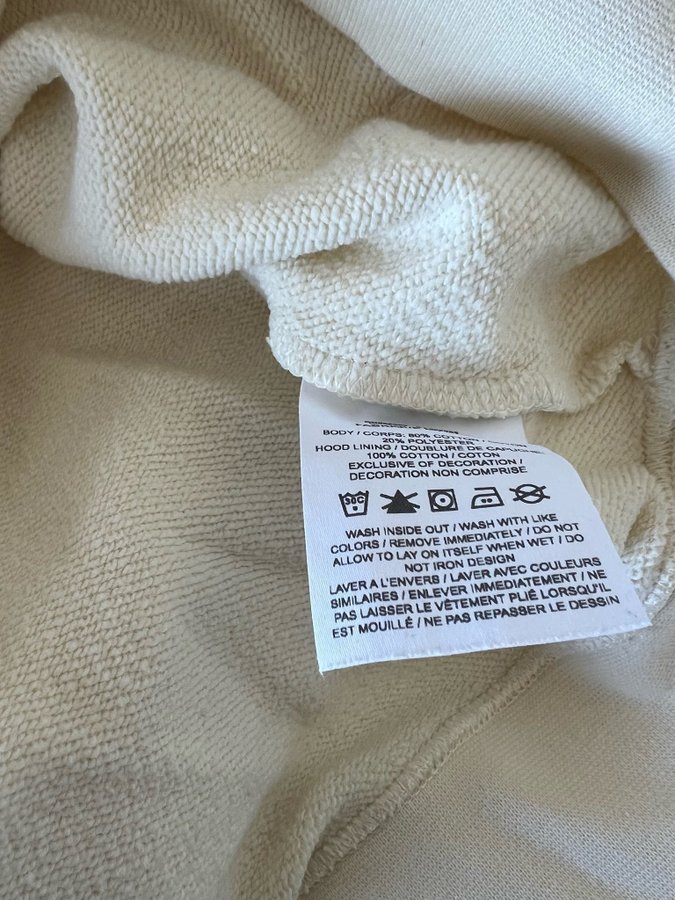 BODY / CORPS: 80% COTTON / COTON
20% POLYESTER
HOOD LINING / DOUBLURE DE CAPUCHE:
100% COTTON / COTON
EXCLUSIVE OF DECORATION /
DECORATION NON COMPRISE
30C
WASH INSIDE OUT / WASH WITH LIKE
COLORS / REMOVE IMMEDIATELY / DO NOT
ALLOW TO LAY ON ITSELF WHEN WET / DO
NOT IRON DESIGN
LAVER A L'ENVERS / LAVER AVEC COULEURS
SIMILAIRES / ENLEVER IMMEDIATEMENT / NE
PAS LAISSER LE VÊTEMENT PLIÉ LORSQU'IL
EST MOUILLÉ / NE PAS REPASSER LE DESSIN